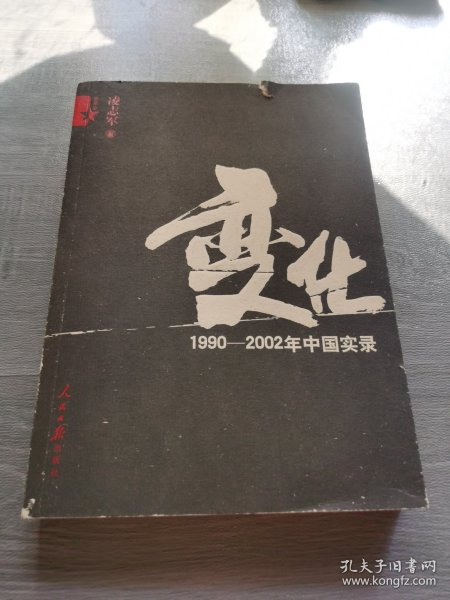 凌志军 著
变化
1990—2002年中国实录
人民日报出版社
孔夫子旧书网
www.kongfz.com